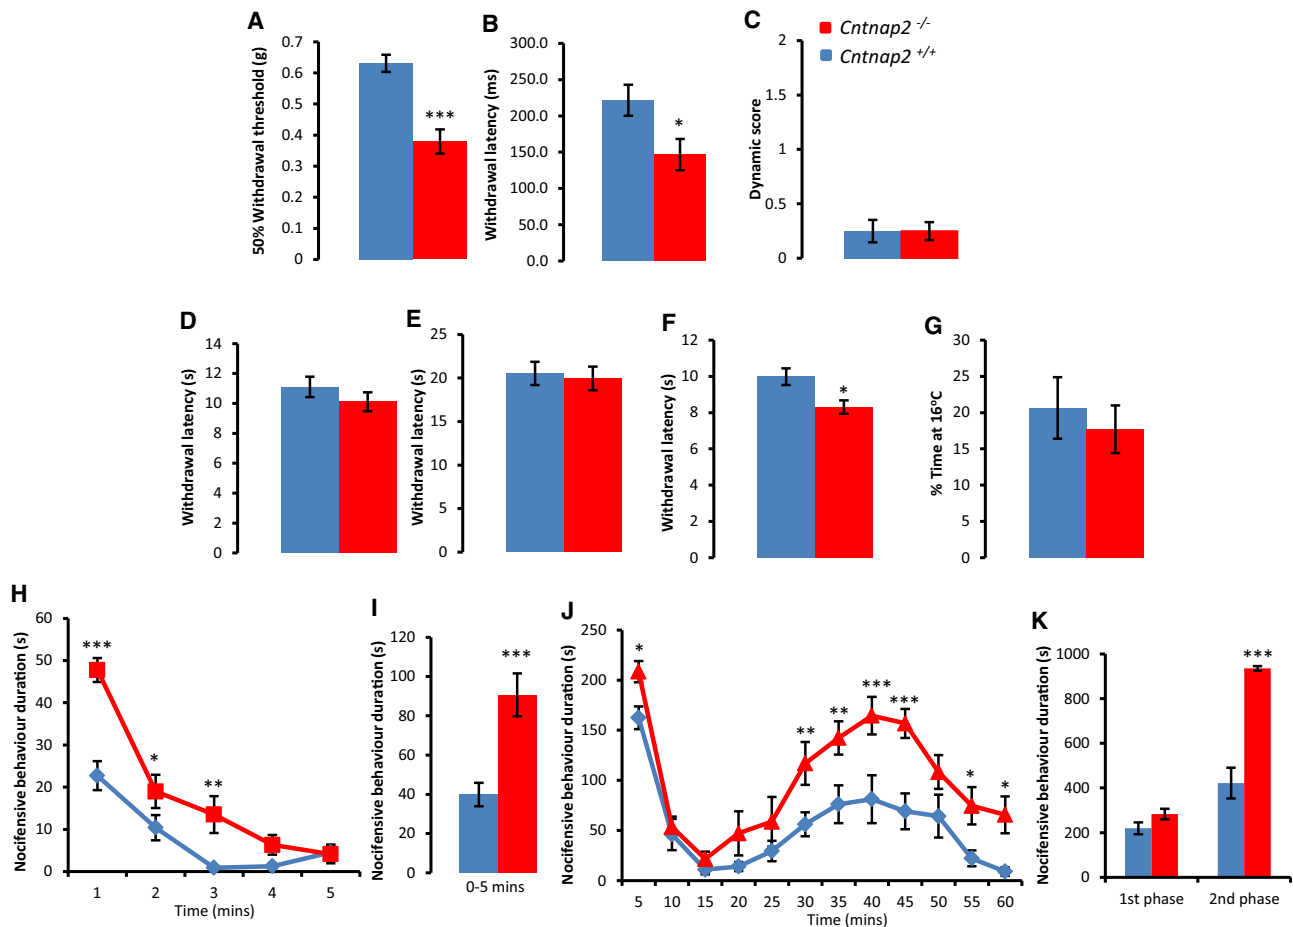 A
50% Withdrawal threshold (g)
0.7
0.6
0.5
0.4
0.3
0.2
0.1
0
***
B
Withdrawal latency (ms)
300.0
250.0
200.0
150.0
100.0
50.0
0.0
*
C
Dynamic score
2
1.5
1
0.5
0
Cntnap2 -/-
Cntnap2 +/+
D
Withdrawal latency (s)
14
12
10
8
6
4
2
0
E
Withdrawal latency (s)
25
20
15
10
5
0
F
Withdrawal latency (s)
12
10
8
6
4
2
0
*
G
% Time at 16°C
30
25
20
15
10
5
0
H
Nocifensive behaviour duration (s)
60
50
40
30
20
10
0
***
*
**
1 2 3 4 5
Time (mins)
I
Nocifensive behaviour duration (s)
120
100
80
60
40
20
0
***
0-5 mins
J
Nocifensive behaviour duration (s)
250
200
150
100
50
0
*
**
**
***
***
*
*
5 10 15 20 25 30 35 40 45 50 55 60
Time (mins)
K
Nocifensive behaviour duration (s)
1000
800
600
400
200
0
***
1st phase 2nd phase